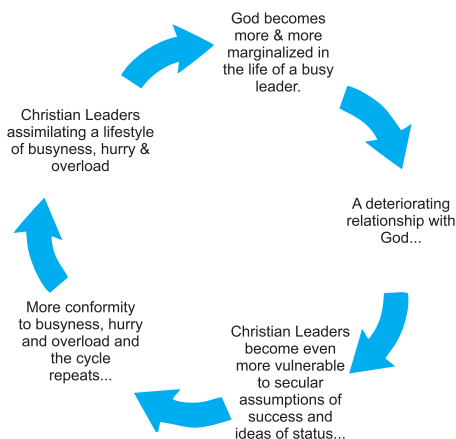 God becomes
more & more
marginalized in
the life of a busy
leader.
A deteriorating
relationship with
God...
Christian Leaders
become even
more vulnerable
to secular
assumptions of
success and
ideas of status...
More conformity
to busyness, hurry
and overload and
the cycle
repeats...
Christian Leaders
assimilating a lifestyle
of busyness, hurry &
overload